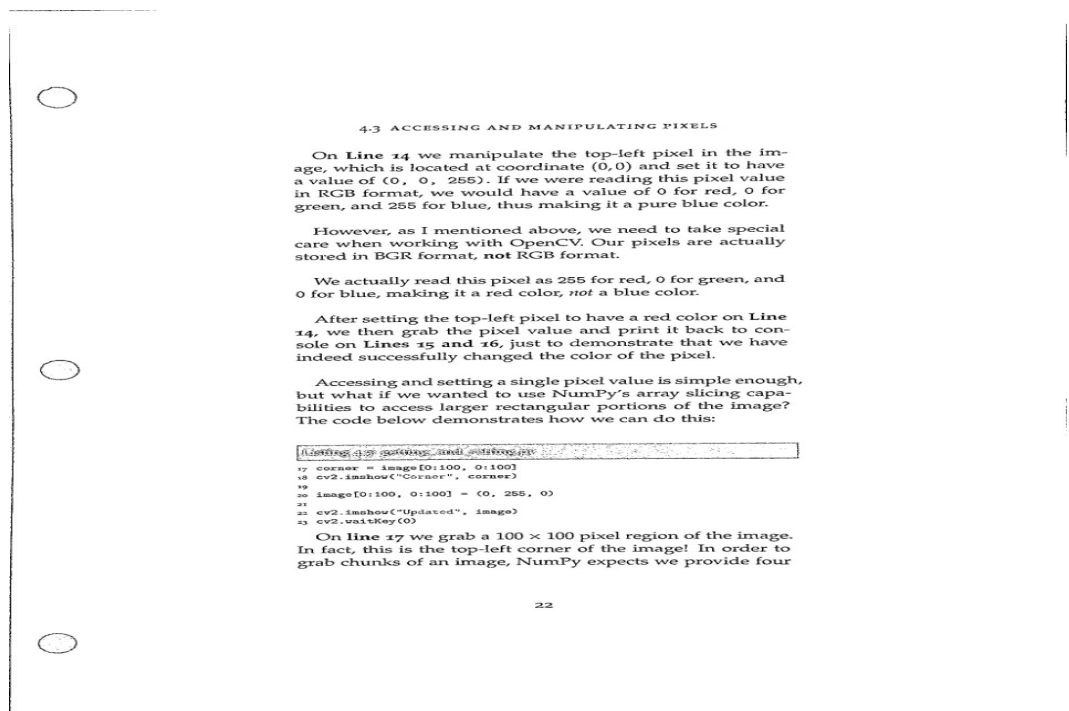 4.3 ACCESSING AND MANIPULATING PIXELS
On Line 14 we manipulate the top-left pixel in the im-
age, which is located at coordinate (0,0) and set it to have
a value of (0, 0, 255). If we were reading this pixel value
in RGB format, we would have a value of 0 for red, 0 for
green, and 255 for blue, thus making it a pure blue color.
However, as I mentioned above, we need to take special
care when working with OpenCV. Our pixels are actually
stored in BGR format, not RGB format.
We actually read this pixel as 255 for red, 0 for green, and
0 for blue, making it a red color, not a blue color.
After setting the top-left pixel to have a red color on Line
14, we then grab the pixel value and print it back to con-
sole on Lines 15 and 16, just to demonstrate that we have
indeed successfully changed the color of the pixel.
Accessing and setting a single pixel value is simple enough,
but what if we wanted to use NumPy's array slicing capa-
bilities to access larger rectangular portions of the image?
The code below demonstrates how we can do this:
Listing 4.3: getting and setting.py
17 corner = image[0:100, 0:100]
18 cv2.imshow("Corner", corner)
19
20 image[0:100, 0:100] = (0, 255, 0)
21
22 cv2.imshow("Updated", image)
23 cv2.waitKey(0)
On line 17 we grab a 100 × 100 pixel region of the image.
In fact, this is the top-left corner of the image! In order to
grab chunks of an image, NumPy expects we provide four
22